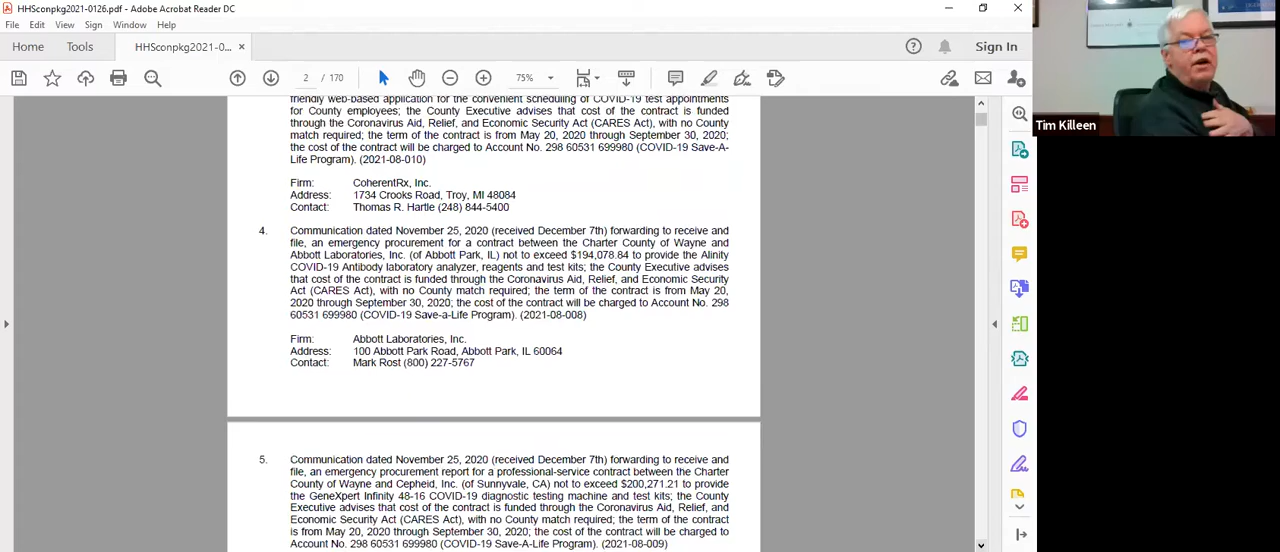 HHSconpkg2021-0126.pdf - Adobe Acrobat Reader DC
File Edit View Sign Window Help
Home Tools HHSconpkg2021-0... × Sign In
2 / 170 75%
friendly web-based application for the convenient scheduling of COVID-19 test appointments
for County employees; the County Executive advises that cost of the contract is funded
through the Coronavirus Aid, Relief, and Economic Security Act (CARES Act), with no County
match required; the term of the contract is from May 20, 2020 through September 30, 2020;
the cost of the contract will be charged to Account No. 298 60531 699980 (COVID-19 Save-A-
Life Program). (2021-08-010)
Firm: CoherentRx, Inc.
Address: 1734 Crooks Road, Troy, MI 48084
Contact: Thomas R. Hartle (248) 844-5400
4. Communication dated November 25, 2020 (received December 7th) forwarding to receive and
file, an emergency procurement for a contract between the Charter County of Wayne and
Abbott Laboratories, Inc. (of Abbott Park, IL) not to exceed $194,078.84 to provide the Alinity
COVID-19 Antibody laboratory analyzer, reagents and test kits; the County Executive advises
that cost of the contract is funded through the Coronavirus Aid, Relief, and Economic Security
Act (CARES Act), with no County match required; the term of the contract is from May 20,
2020 through September 30, 2020; the cost of the contract will be charged to Account No. 298
60531 699980 (COVID-19 Save-a-Life Program). (2021-08-008)
Firm: Abbott Laboratories, Inc.
Address: 100 Abbott Park Road, Abbott Park, IL 60064
Contact: Mark Rost (800) 227-5767
5. Communication dated November 25, 2020 (received December 7th) forwarding to receive and
file, an emergency procurement report for a professional-service contract between the Charter
County of Wayne and Cepheid, Inc. (of Sunnyvale, CA) not to exceed $200,271.21 to provide
the GeneXpert Infinity 48-16 COVID-19 diagnostic testing machine and test kits; the County
Executive advises that cost of the contract is funded through the Coronavirus Aid, Relief, and
Economic Security Act (CARES Act), with no County match required; the term of the contract
is from May 20, 2020 through September 30, 2020; the cost of the contract will be charged to
Account No. 298 60531 699980 (COVID-19 Save-A-Life Program). (2021-08-009)
Tim Killeen